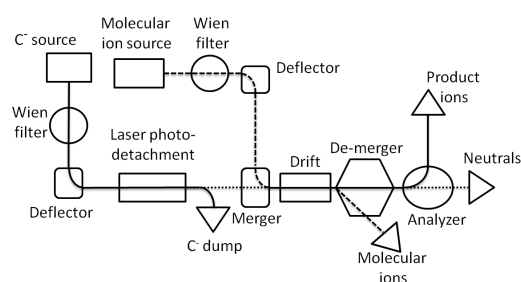 C⁻ source
Molecular
ion source
Wien
filter
Deflector
Product
ions
Wien
filter
Laser photo-
detachment
De-merger
Drift
Neutrals
Deflector
Merger
Analyzer
C⁻ dump
Molecular
ions